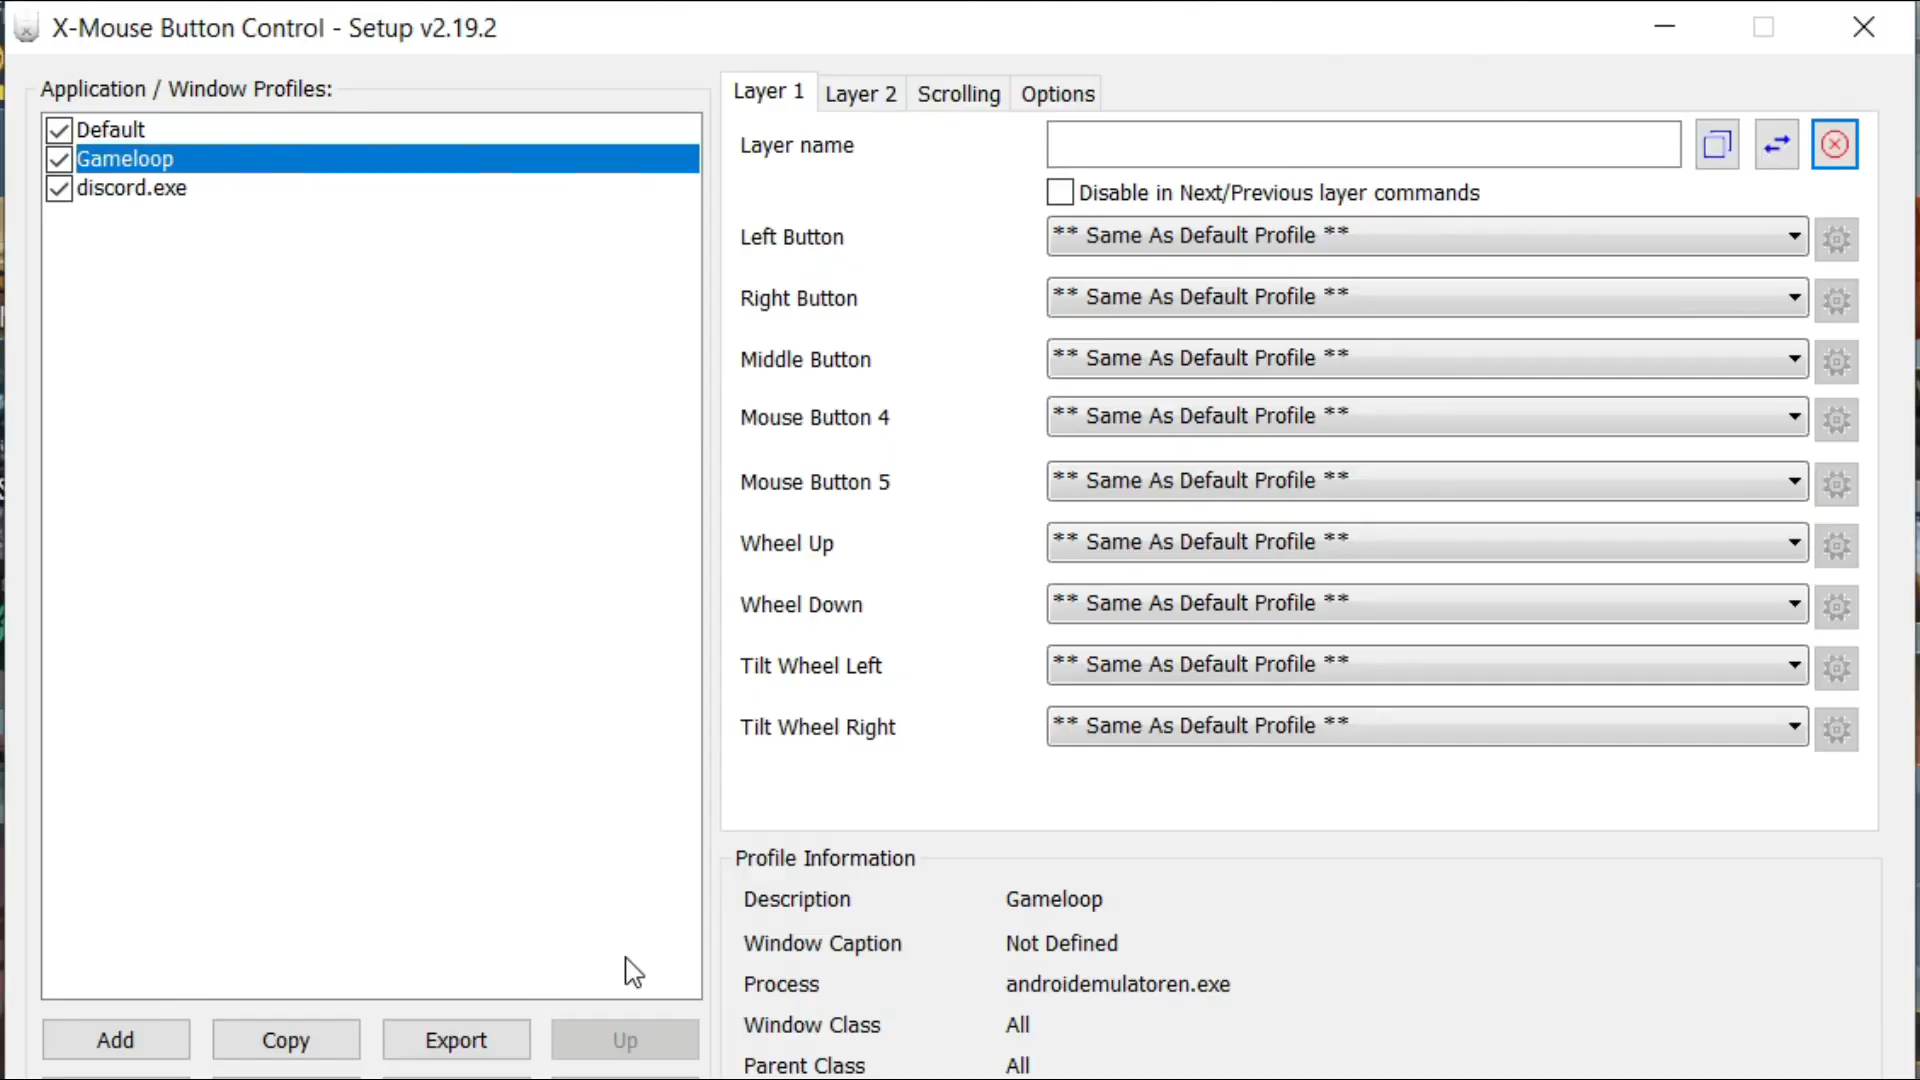 X-Mouse Button Control - Setup v2.19.2
Application / Window Profiles:
Default
Gameloop
discord.exe
Add
Copy
Export
Up
Layer 1
Layer 2
Scrolling
Options
Layer name
Disable in Next/Previous layer commands
Left Button
** Same As Default Profile **
Right Button
** Same As Default Profile **
Middle Button
** Same As Default Profile **
Mouse Button 4
** Same As Default Profile **
Mouse Button 5
** Same As Default Profile **
Wheel Up
** Same As Default Profile **
Wheel Down
** Same As Default Profile **
Tilt Wheel Left
** Same As Default Profile **
Tilt Wheel Right
** Same As Default Profile **
Profile Information
Description Gameloop
Window Caption Not Defined
Process androidemulatoren.exe
Window Class All
Parent Class All